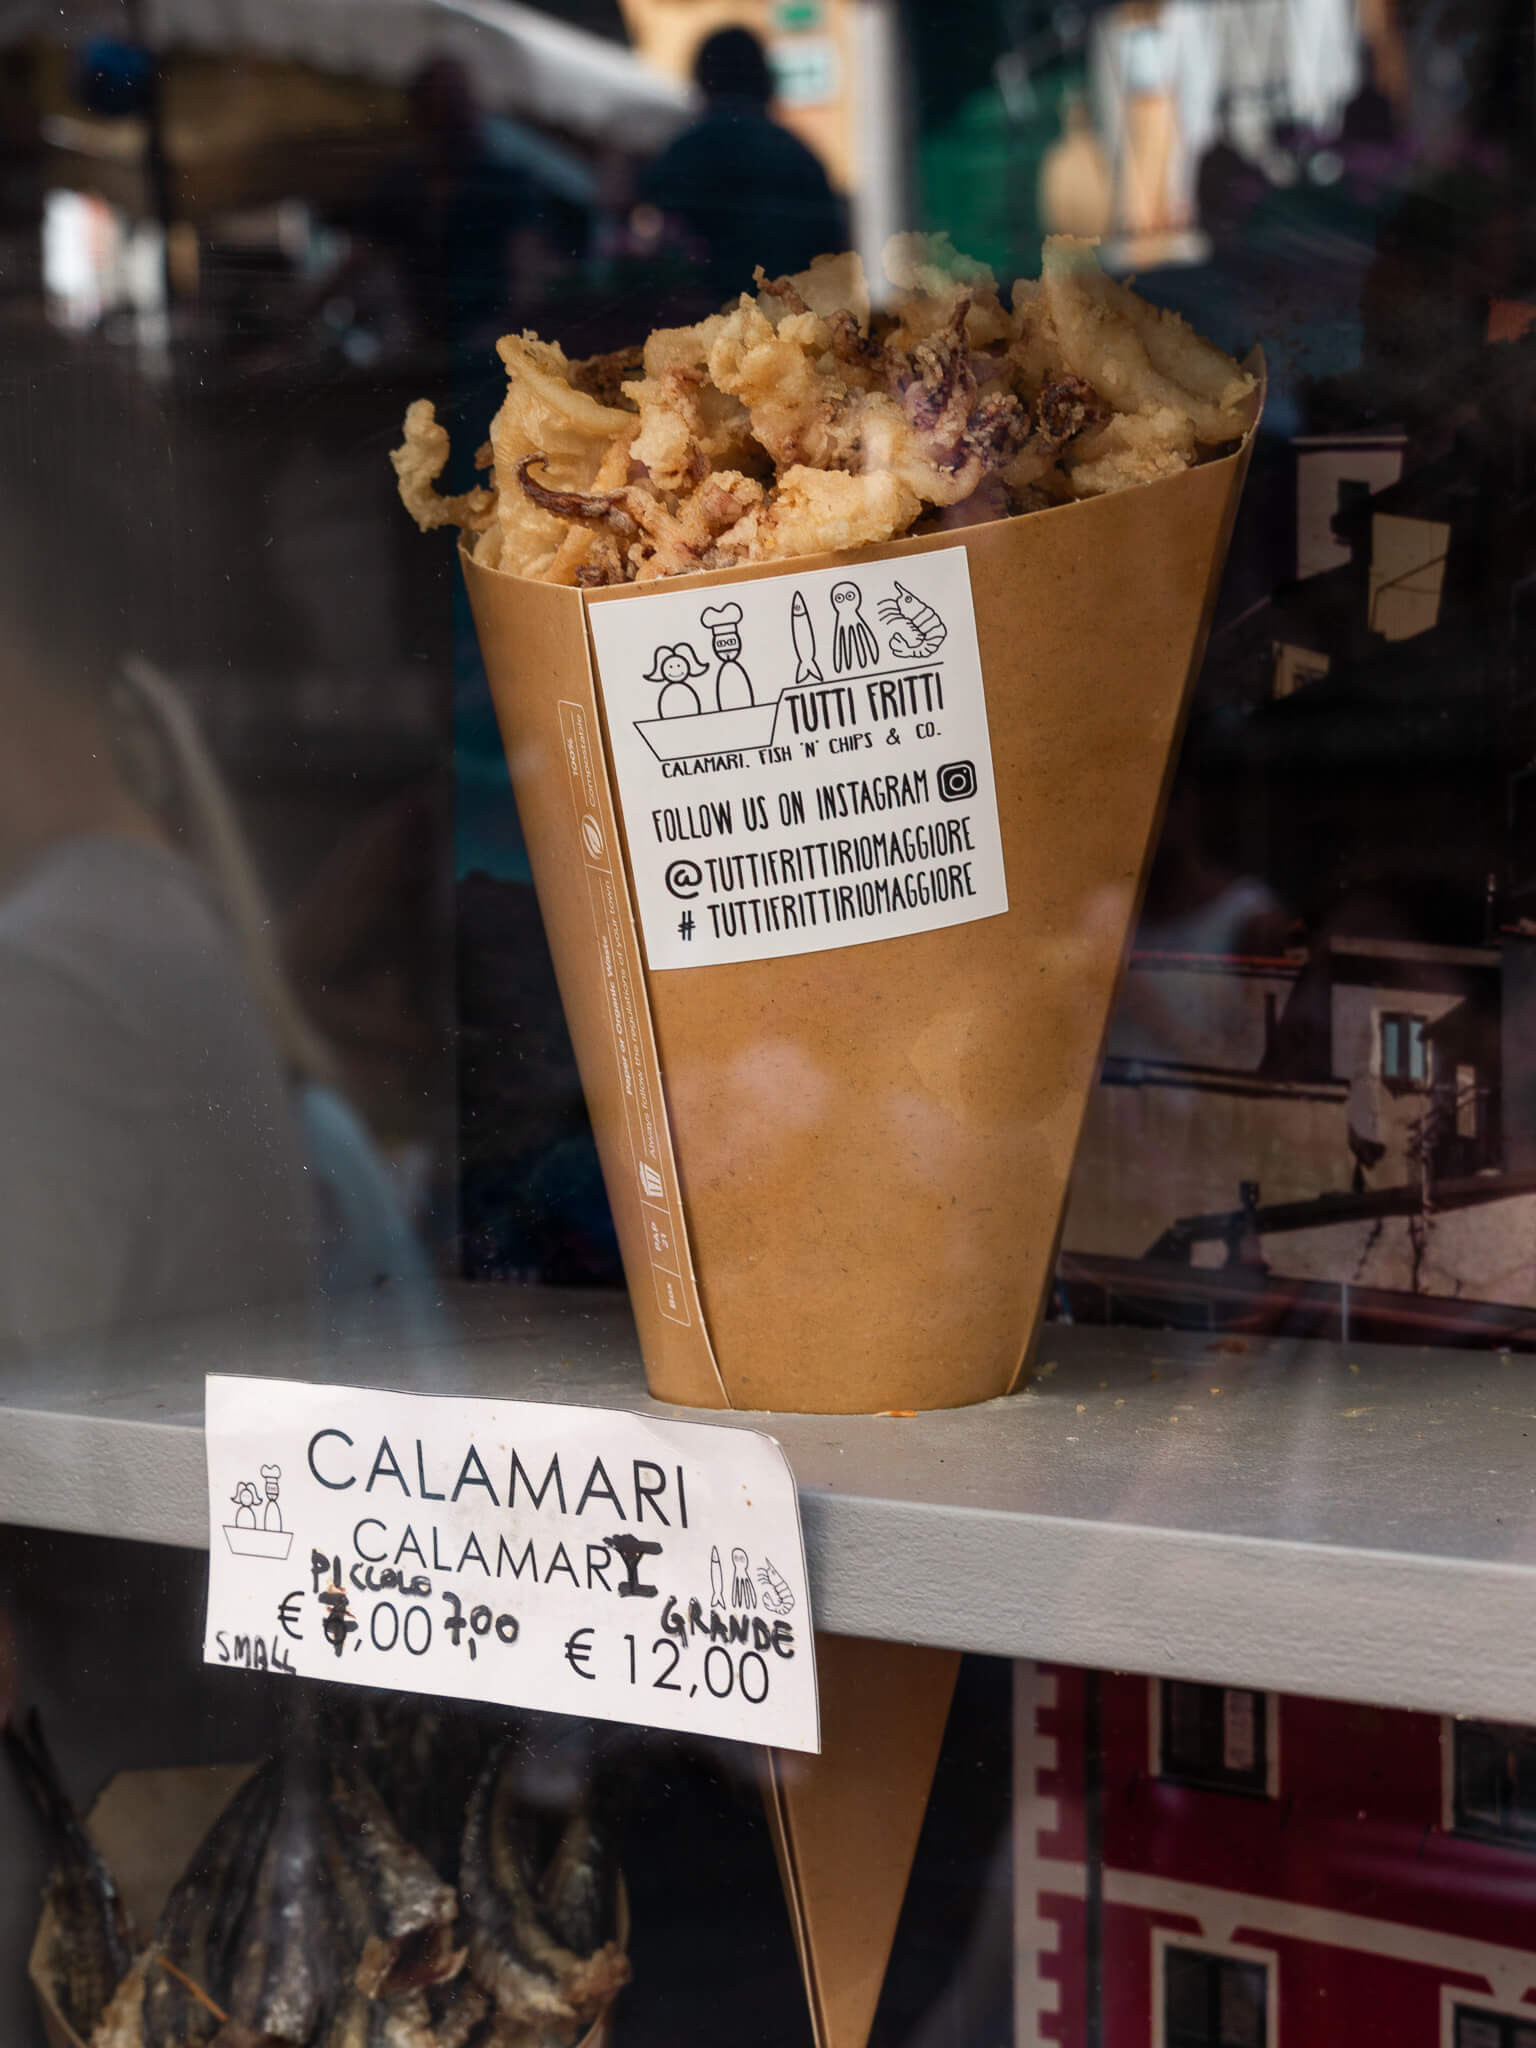 TUTTI FRITTI
CALAMARI, FISH 'N' CHIPS & CO.
FOLLOW US ON INSTAGRAM
@TUTTIFRITTIRIOMAGGIORE
# TUTTIFRITTIRIOMAGGIORE
100%
Compostable
Paper or Organic Waste
Always follow the regulations of your town
PAP
21
Box
CALAMARI
CALAMARI
PICCOLO GRANDE
€ ,00 7,00 € 12,00
SMALL